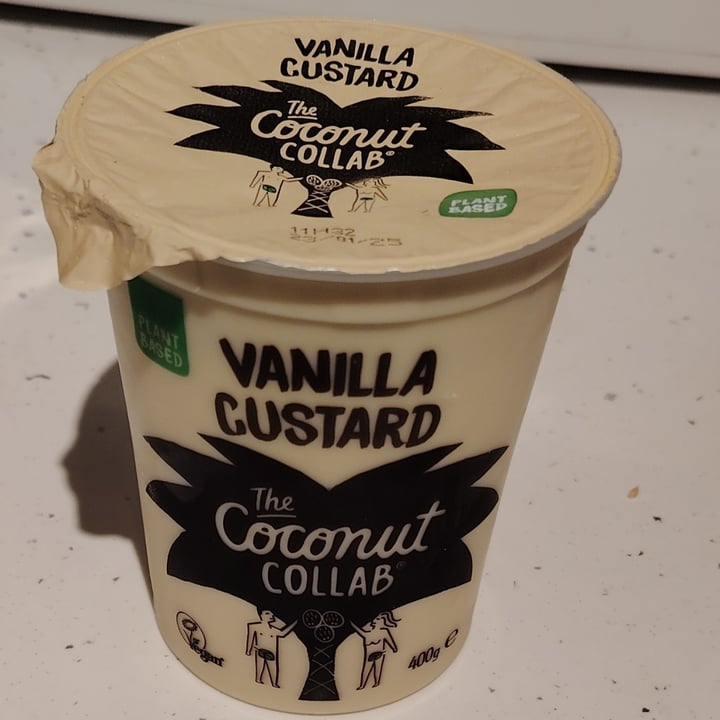 VANILLA
CUSTARD
The
Coconut
COLLAB®
PLANT
BASED
11H32
23/01/25
PLANT
BASED
VANILLA
CUSTARD
The
Coconut
COLLAB®
Vegan
400g e